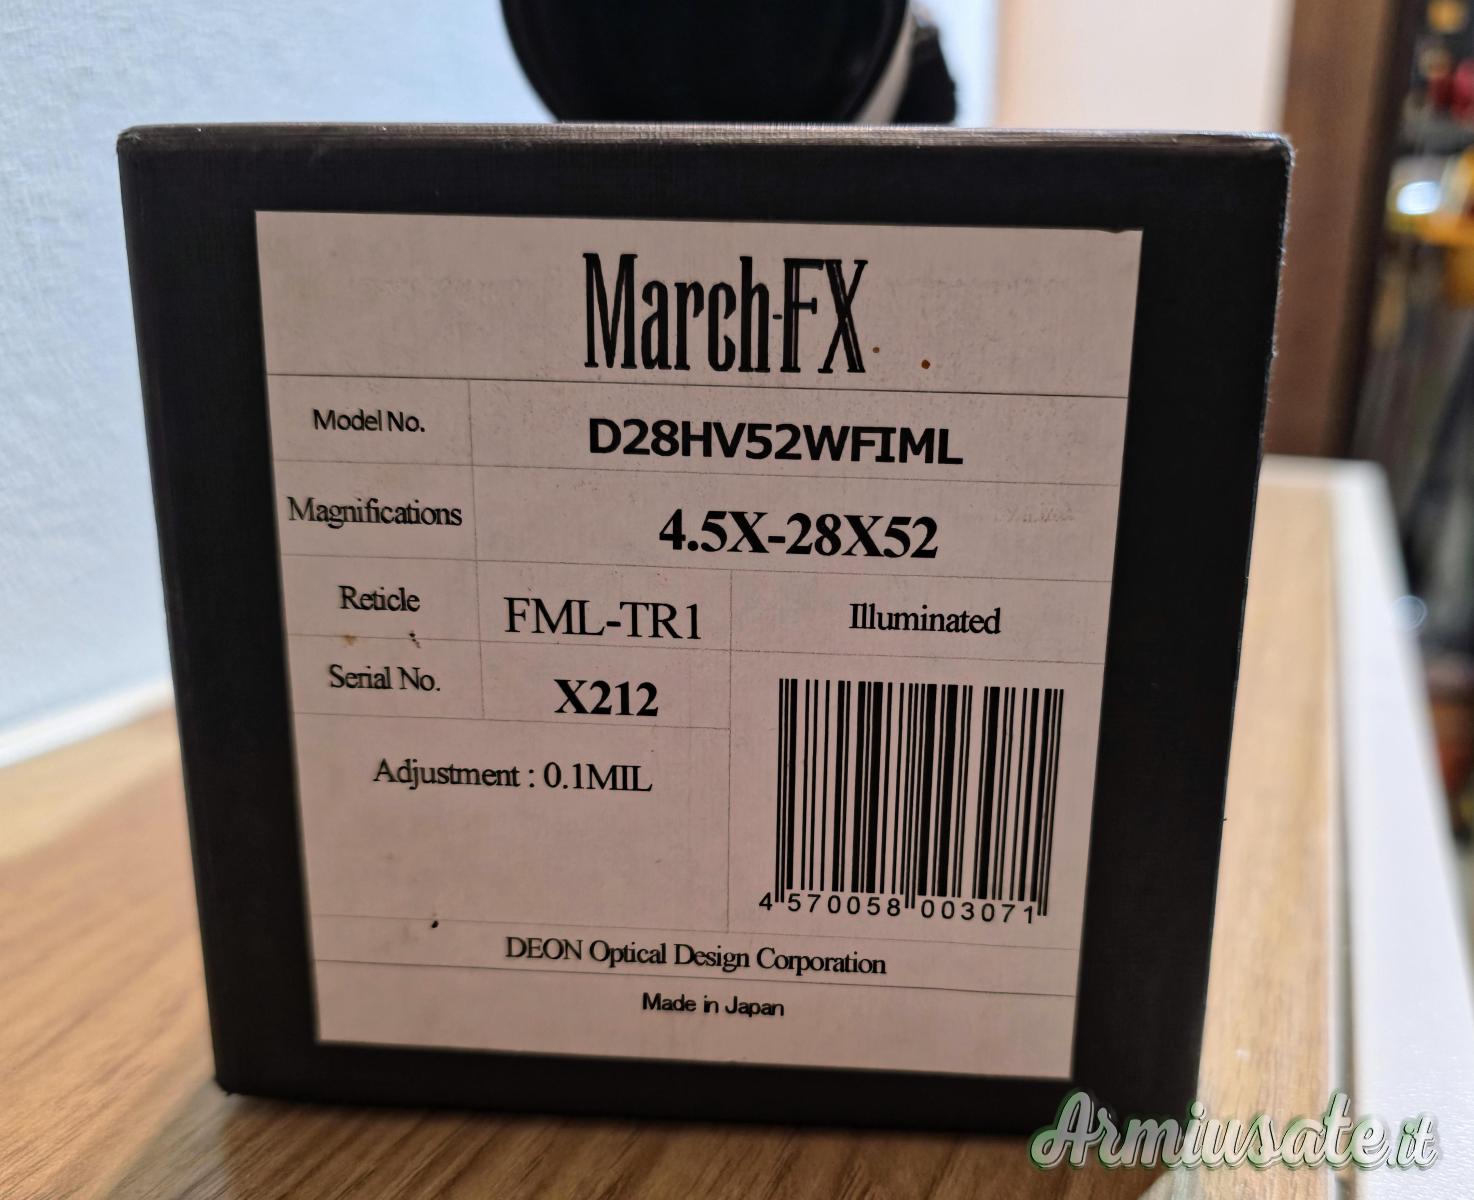 March-FX
Model No. D28HV52WFIML
Magnifications 4.5X-28X52
Reticle FML-TR1 Illuminated
Serial No. X212
Adjustment : 0.1MIL
4 570058 003071
DEON Optical Design Corporation
Made in Japan
Armiusate.it